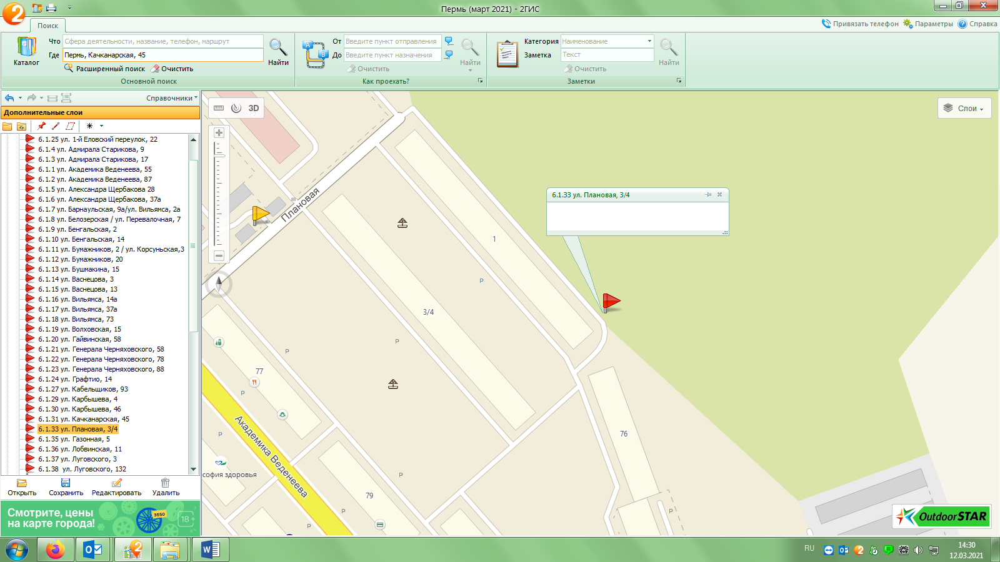 Пермь (март 2021) - 2ГИС
Поиск
Привязать телефон
Параметры
Справка
Каталог
Что
Сфера деятельности, название, телефон, маршрут
Где
Пермь, Качканарская, 45
Расширенный поиск
Очистить
Найти
Основной поиск
От
Введите пункт отправления
До
Введите пункт назначения
Очистить
Найти
Как проехать?
Категория
Наименование
Заметка
Текст
Очистить
Найти
Заметки
Справочники
Дополнительные слои
6.1.25 ул. 1-й Еловский переулок, 22
6.1.4 ул. Адмирала Старикова, 9
6.1.3 ул. Адмирала Старикова, 17
6.1.1 ул. Академика Веденеева, 55
6.1.2 ул. Академика Веденеева, 87
6.1.5 ул. Александра Щербакова 28
6.1.6 ул. Александра Щербакова, 37а
6.1.7 ул. Барнаульская, 9а/ул. Вильямса, 2а
6.1.8 ул. Белозерская / ул. Перевалочная, 7
6.1.9 ул. Бенгальская, 2
6.1.10 ул. Бенгальская, 14
6.1.11 ул. Бумажников, 2 / ул. Корсуньская,3
6.1.12 ул. Бумажников, 20
6.1.13 ул. Бушмакина, 15
6.1.14 ул. Васнецова, 3
6.1.15 ул. Васнецова, 13
6.1.16 ул. Вильямса, 14а
6.1.17 ул. Вильямса, 37а
6.1.18 ул. Вильямса, 73
6.1.19 ул. Волховская, 15
6.1.20 ул. Гайвинская, 58
6.1.21 ул. Генерала Черняховского, 58
6.1.22 ул. Генерала Черняховского, 78
6.1.23 ул. Генерала Черняховского, 88
6.1.24 ул. Графтио, 14
6.1.27 ул. Кабельщиков, 93
6.1.29 ул. Карбышева, 4
6.1.30 ул. Карбышева, 46
6.1.31 ул. Качканарская, 45
6.1.33 ул. Плановая, 3/4
6.1.35 ул. Газонная, 5
6.1.36 ул. Лобвинская, 11
6.1.37 ул. Луговского, 3
6.1.38 ул. Луговского, 132
Открыть
Сохранить
Редактировать
Удалить
Смотрите, цены
на карте города!
3550
18+
3D
Слои
Плановая
6.1.33 ул. Плановая, 3/4
1
P
3/4
P
P
77
P
P
Академика Веденеева
76
софия здоровья
P
79
P
P
P
OutdoorSTAR
RU
14:30
12.03.2021